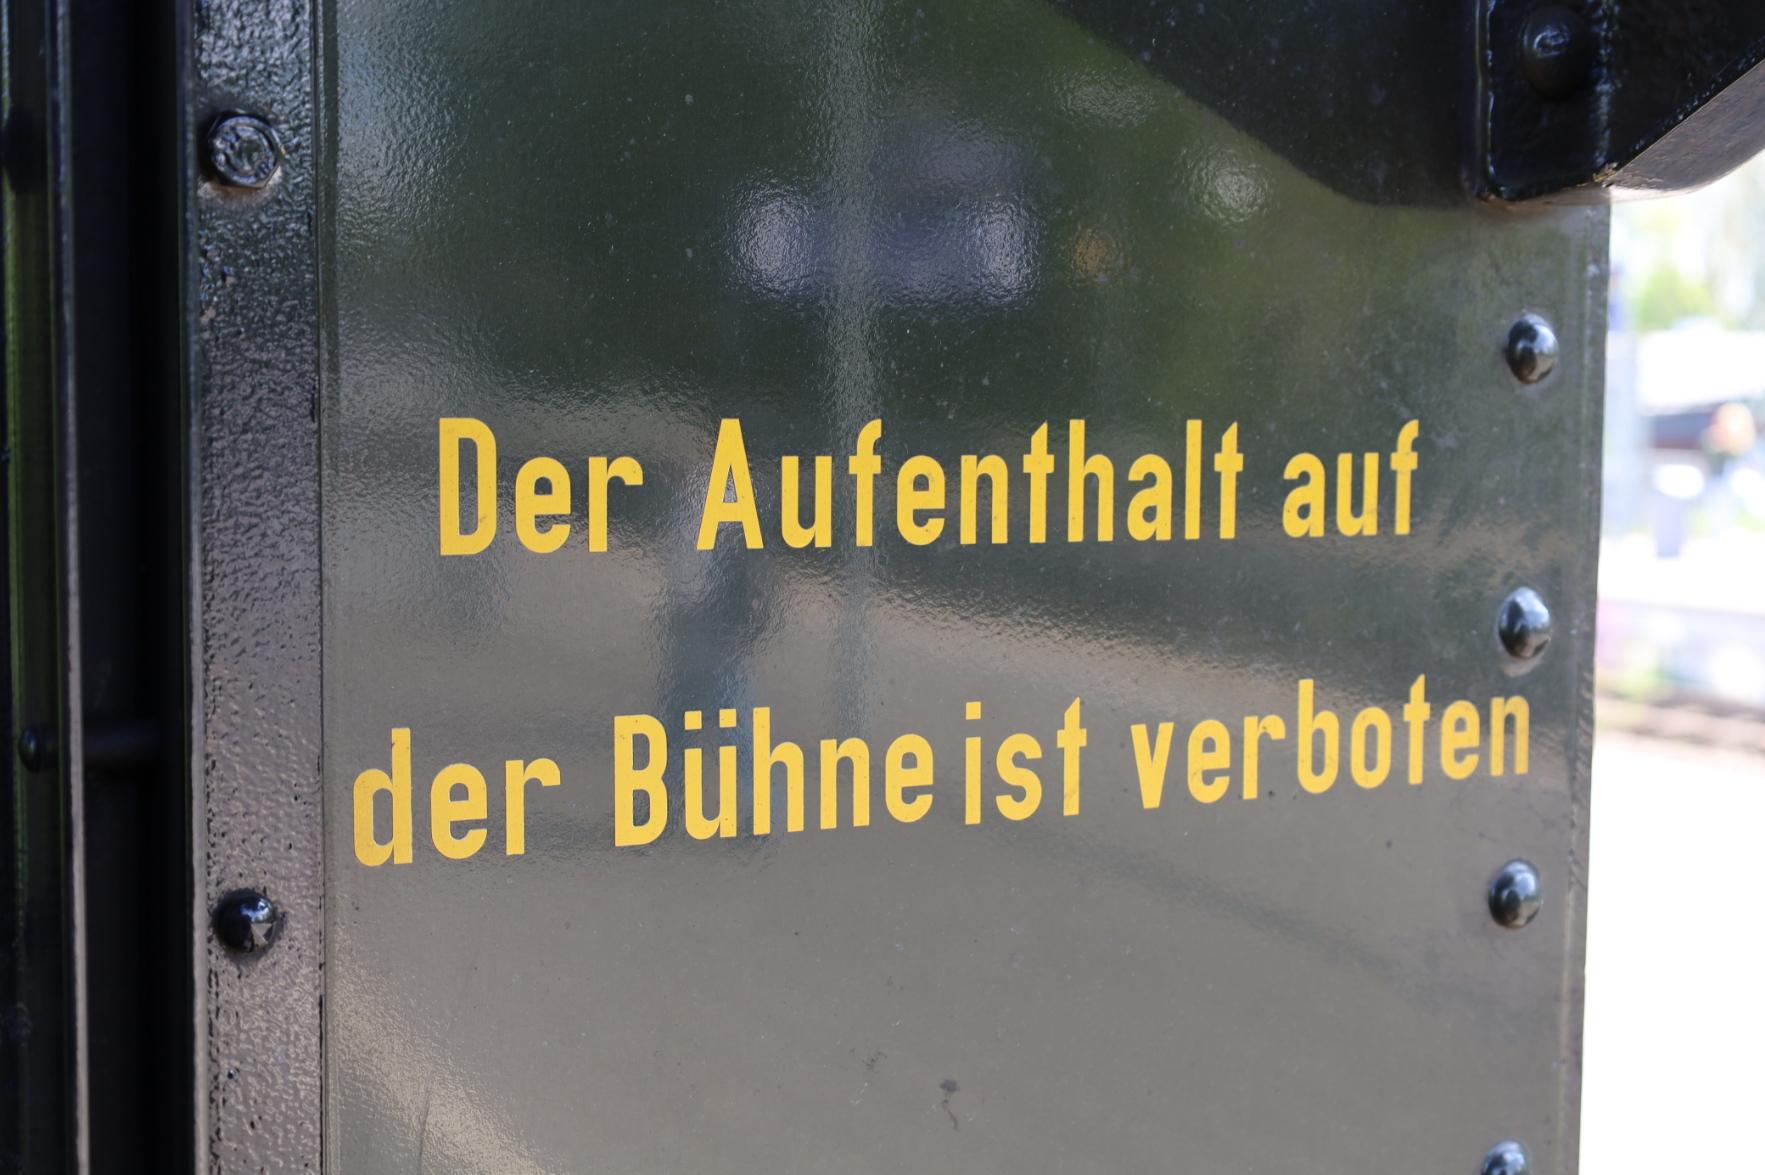 Der Aufenthalt auf
der Bühne ist verboten